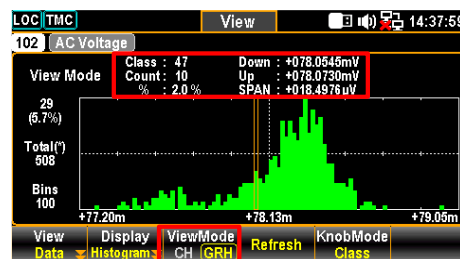 LOC TMC View 14:37:59
102 AC Voltage
View Mode
Class : 47 Down : +078.0545mV
Count : 10 Up : +078.0730mV
% : 2.0 % SPAN : +018.4976µV
29
(5.7%)
Total(*)
508
Bins
100
+77.20m +78.13m +79.05m
View Display ViewMode Refresh KnobMode
Data Histogram CH GRH Class